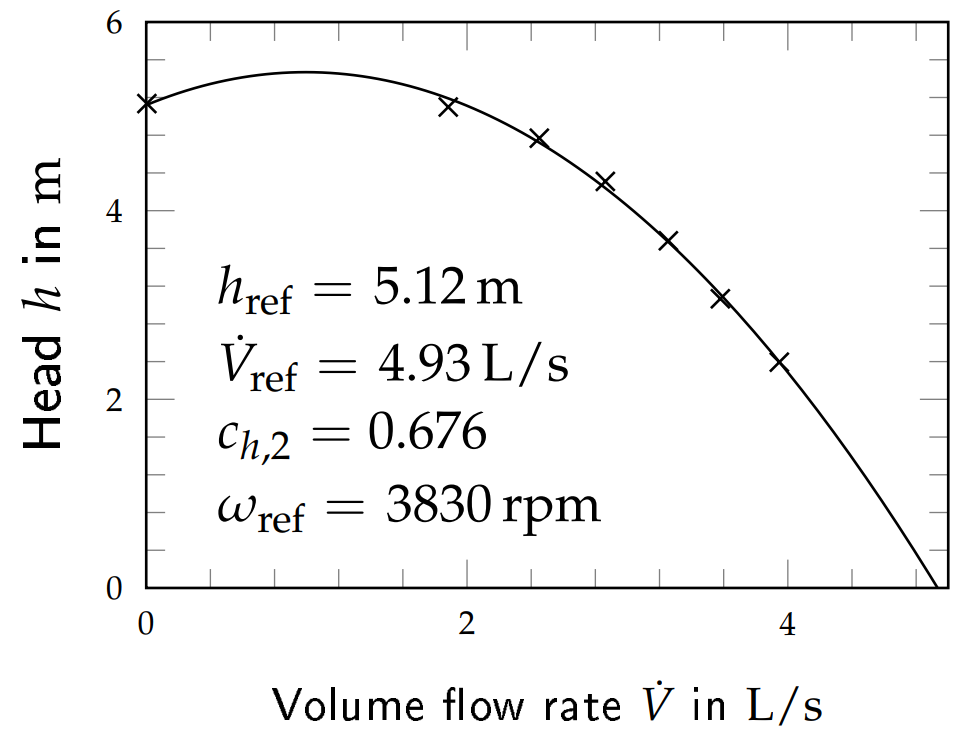 6
4
2
0
0
2
4
Head h in m
h_ref = 5.12 m
V̇_ref = 4.93 L/s
c_h,2 = 0.676
ω_ref = 3830 rpm
Volume flow rate V̇ in L/s